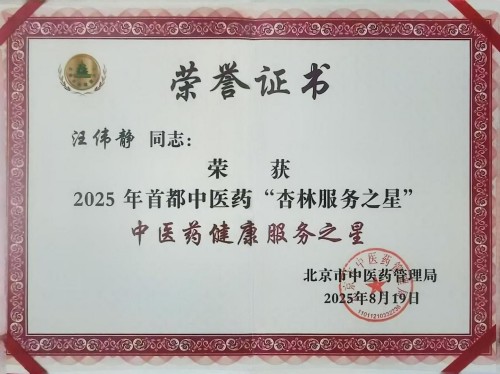 荣誉证书
汪伟静 同志：
荣 获
2025 年首都中医药“杏林服务之星”
中医药健康服务之星
北京市中医药管理局
2025年8月19日